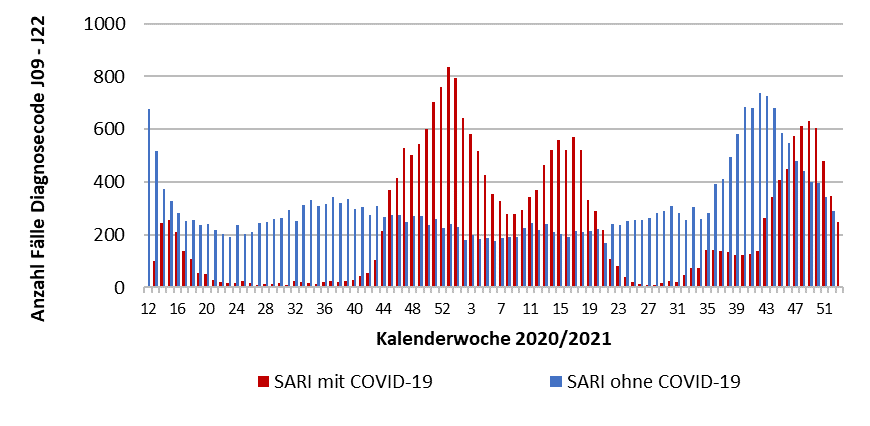 Anzahl Fälle Diagnosecode J09 - J22
1000
800
600
400
200
0
12 16 20 24 28 32 36 40 44 48 52 3 7 11 15 19 23 27 31 35 39 43 47 51
Kalenderwoche 2020/2021
SARI mit COVID-19 SARI ohne COVID-19